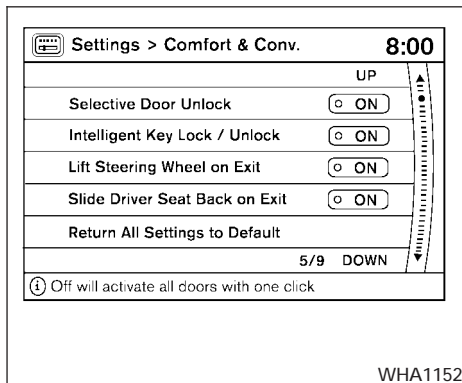 Settings > Comfort & Conv. 8:00
UP
Selective Door Unlock ON
Intelligent Key Lock / Unlock ON
Lift Steering Wheel on Exit ON
Slide Driver Seat Back on Exit ON
Return All Settings to Default
5/9 DOWN
i Off will activate all doors with one click
WHA1152